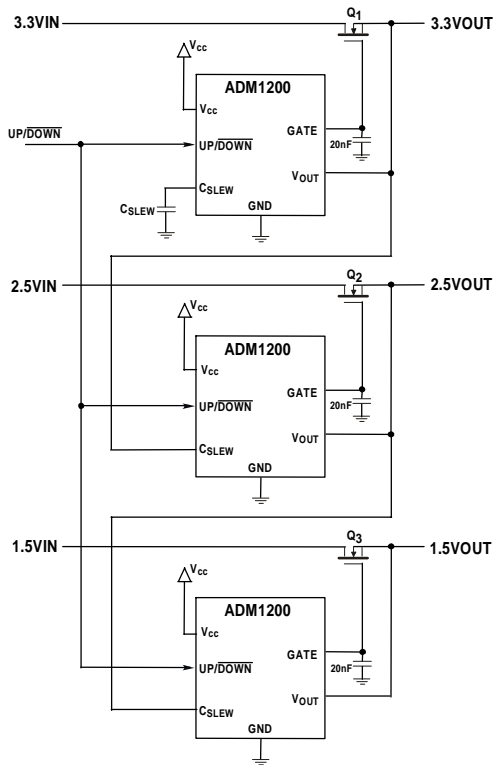 3.3VIN Q1 3.3VOUT
Vcc
ADM1200
Vcc
UP/DOWN
GATE 20nF
UP/DOWN
VOUT
CSLEW
CSLEW
GND
2.5VIN Q2 2.5VOUT
Vcc
ADM1200
Vcc
GATE 20nF
UP/DOWN
VOUT
CSLEW
GND
1.5VIN Q3 1.5VOUT
Vcc
ADM1200
Vcc
GATE
UP/DOWN 20nF
VOUT
CSLEW
GND